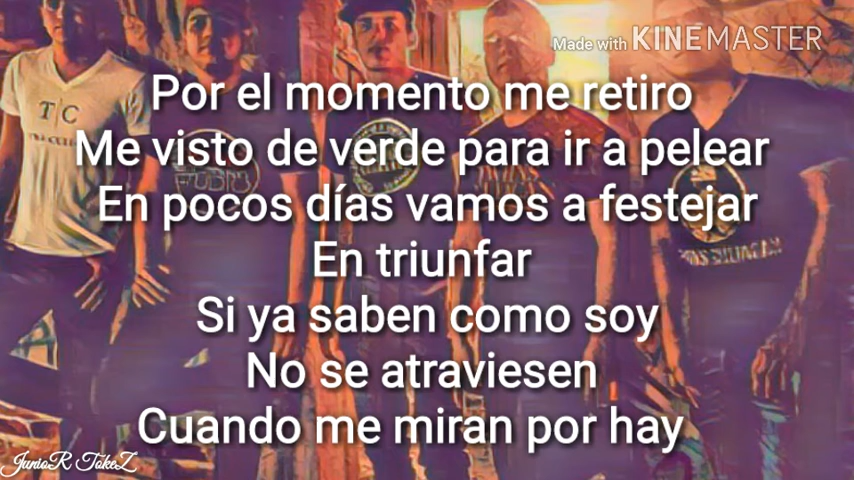 Made with KINEMASTER
T C
Por el momento me retiro
Me visto de verde para ir a pelear
En pocos días vamos a festejar
En triunfar
Si ya saben como soy
No se atraviesen
Cuando me miran por hay
JunioR TokeZ